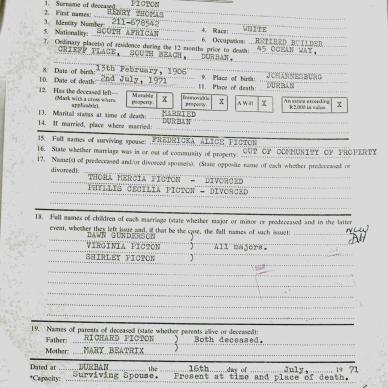 1. Surname of deceased: PICTON
2. First names: HENRY THOMAS
3. Identity Number: 211-678542 4. Race: WHITE
5. Nationality: SOUTH AFRICAN 6. Occupation: RETIRED BUILDER
7. Ordinary place(s) of residence during the 12 months prior to death: 45 OCEAN WAY,
CRIEFF PLACE, SOUTH BEACH, DURBAN.
8. Date of birth: 13th February, 1906 9. Place of birth: JOHANNESBURG
10. Date of death: 2nd July, 1971 11. Place of death: DURBAN
12. Has the deceased left—
(Mark with a cross where applicable). Movable property. X Immovable property. X A Will X An estate exceeding R2,000 in value? X
13. Marital status at time of death: MARRIED
14. If married, place where married: DURBAN
15. Full names of surviving spouse: FREDRICKA ALICE PICTON
16. State whether marriage was in or out of community of property: OUT OF COMMUNITY OF PROPERTY
17. Name(s) of predeceased and/or divorced spouse(s). (State opposite name of each whether predeceased or
divorced):
THORA MERCIA PICTON - DIVORCED
PHYLLIS CECILIA PICTON - DIVORCED
18. Full names of children of each marriage (state whether major or minor or predeceased and in the latter
event, whether they left issue and, if that be the case, the full names of such issue):
DAWN GUNDERSON )
VIRGINIA PICTON ) All majors.
SHIRLEY PICTON )
19. Names of parents of deceased (state whether parents alive or deceased):
Father: RICHARD PICTON ) Both deceased.
Mother: MARY BEATRIX )
Dated at DURBAN the 16th day of July, 19 71
*Capacity: Surviving Spouse. Present at time and place of death.